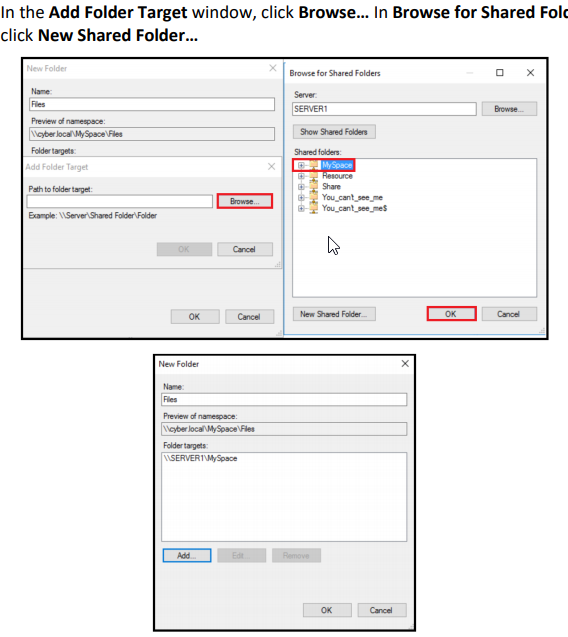 In the Add Folder Target window, click Browse… In Browse for Shared
click New Shared Folder…
New Folder
Name:
Files
Preview of namespace:
\\cyber.local\MySpace\Files
Folder targets:
Add Folder Target
Path to folder target:
Browse...
Example: \\Server\Shared Folder\Folder
OK
Cancel
OK
Cancel
Browse for Shared Folders
Server:
SERVER1
Browse...
Show Shared Folders
Shared folders:
MySpace
Resource
Share
You_can't_see_me
You_can't_see_me$
New Shared Folder...
OK
Cancel
New Folder
Name:
Files
Preview of namespace:
\\cyber.local\MySpace\Files
Folder targets:
\\SERVER1\MySpace
Add...
Edit...
Remove
OK
Cancel